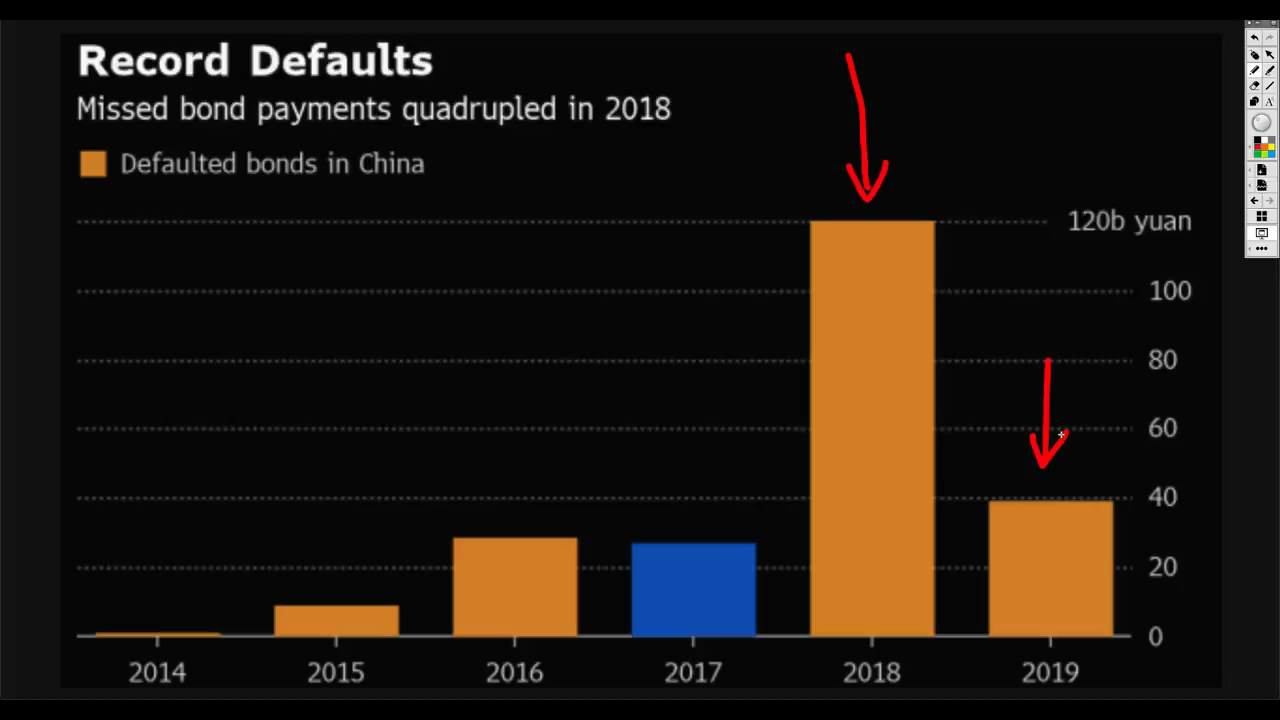 Record Defaults
Missed bond payments quadrupled in 2018
Defaulted bonds in China
120b yuan
100
80
60
40
20
0
2014 2015 2016 2017 2018 2019
A